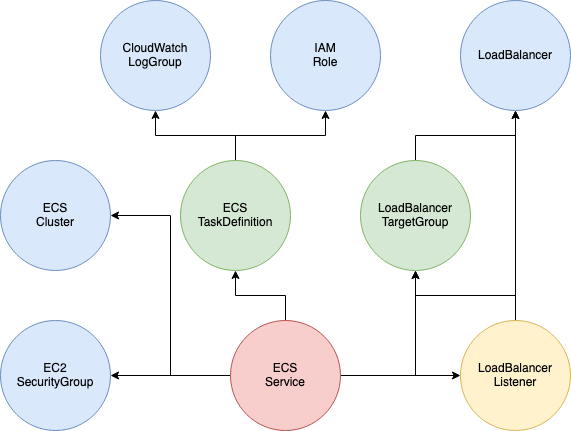 CloudWatch
LogGroup
IAM
Role
LoadBalancer
ECS
Cluster
ECS
TaskDefinition
LoadBalancer
TargetGroup
EC2
SecurityGroup
ECS
Service
LoadBalancer
Listener